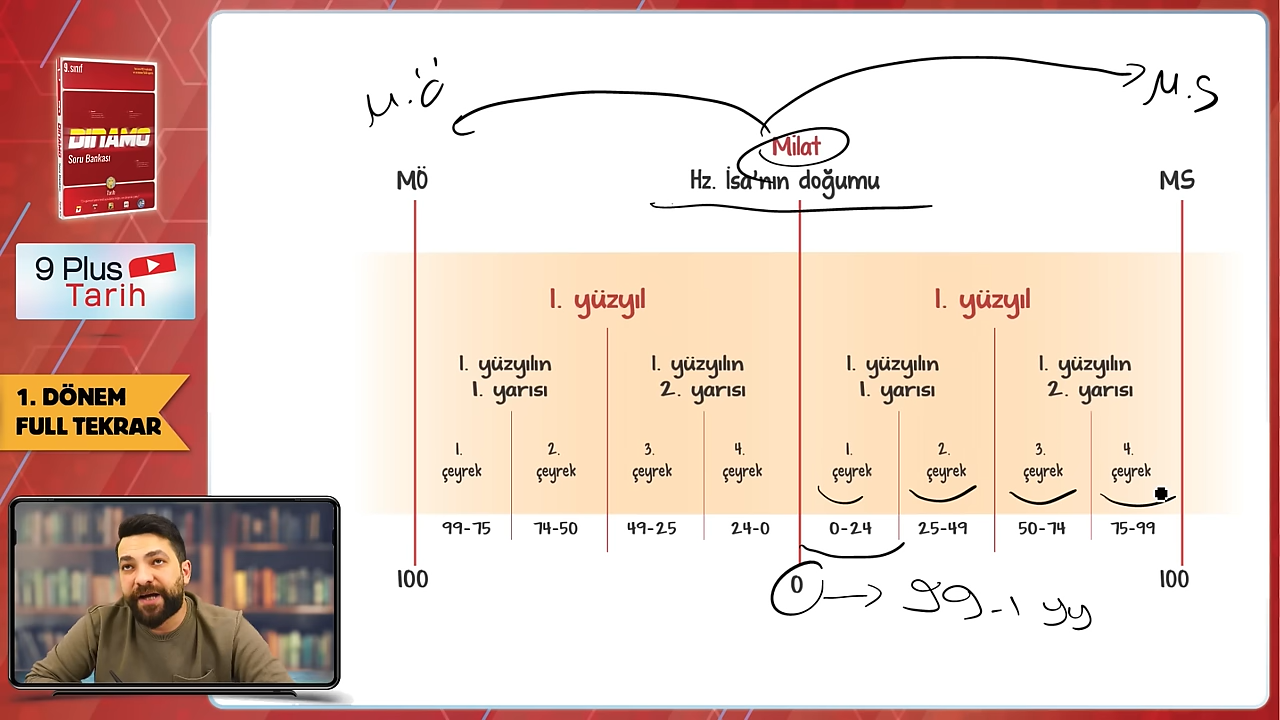 9. sınıf
DINAMO
Soru Bankası
Tarih
9 Plus
Tarih
1. DÖNEM
FULL TEKRAR
M.Ö
M.S
Milat
MÖ
Hz. İsa'nın doğumu
MS
1. yüzyıl
1. yüzyıl
1. yüzyılın
1. yarısı
1. yüzyılın
2. yarısı
1. yüzyılın
1. yarısı
1. yüzyılın
2. yarısı
1. çeyrek
2. çeyrek
3. çeyrek
4. çeyrek
1. çeyrek
2. çeyrek
3. çeyrek
4. çeyrek
99-75
74-50
49-25
24-0
0-24
25-49
50-74
75-99
100
0
100
99-1 yy